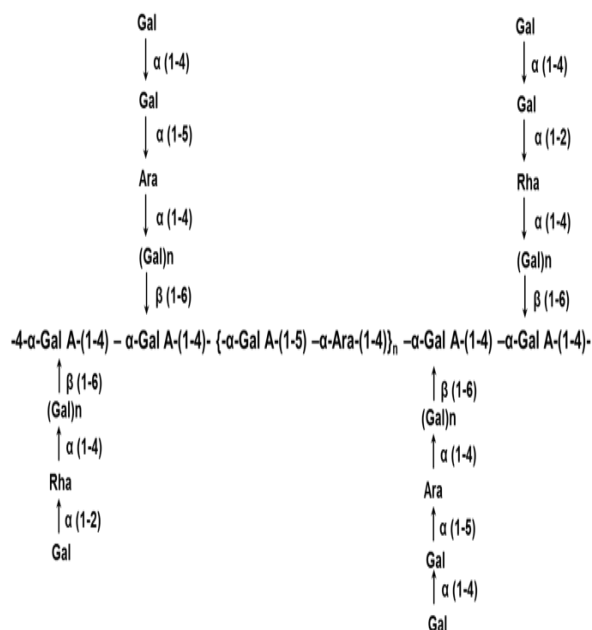 Gal
α (1-4)
Gal
α (1-5)
Ara
α (1-4)
(Gal)n
β (1-6)
Gal
α (1-4)
Gal
α (1-2)
Rha
α (1-4)
(Gal)n
β (1-6)
-4-α-Gal A-(1-4) – α-Gal A-(1-4)- {-α-Gal A-(1-5) –α-Ara-(1-4)}n –α-Gal A-(1-4) –α-Gal A-(1-4)-
β (1-6)
(Gal)n
α (1-4)
Rha
α (1-2)
Gal
β (1-6)
(Gal)n
α (1-4)
Ara
α (1-5)
Gal
α (1-4)
Gal